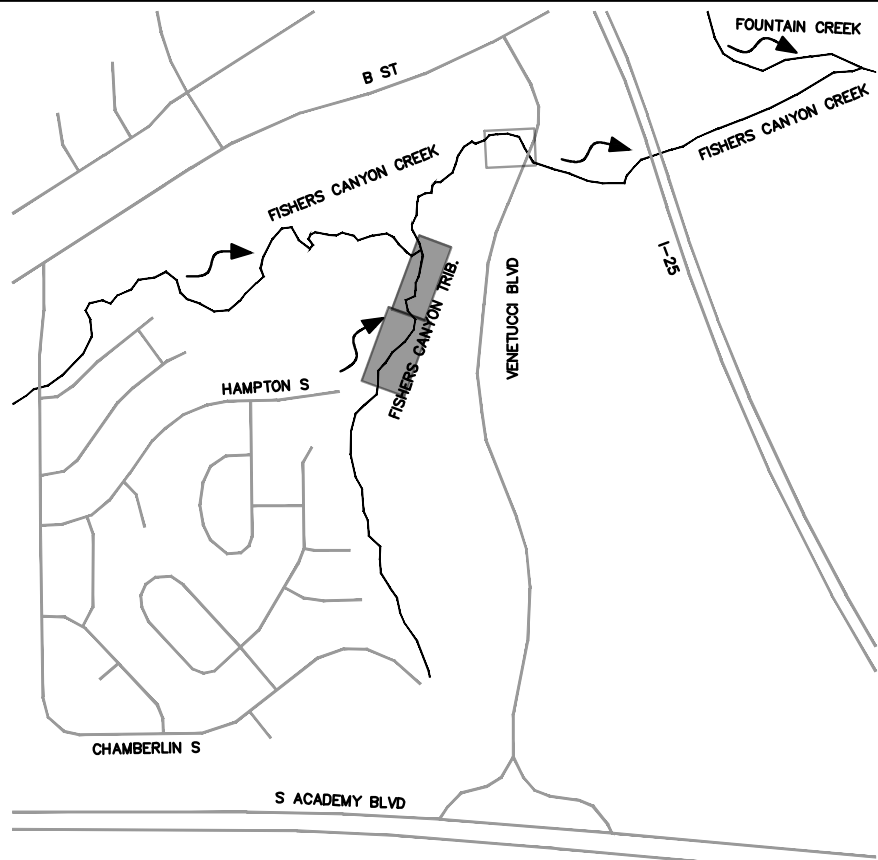 FOUNTAIN CREEK
B ST
FISHERS CANYON CREEK
FISHERS CANYON CREEK
I-25
FISHERS CANYON TRIB.
VENETUCCI BLVD
HAMPTON S
CHAMBERLIN S
S ACADEMY BLVD